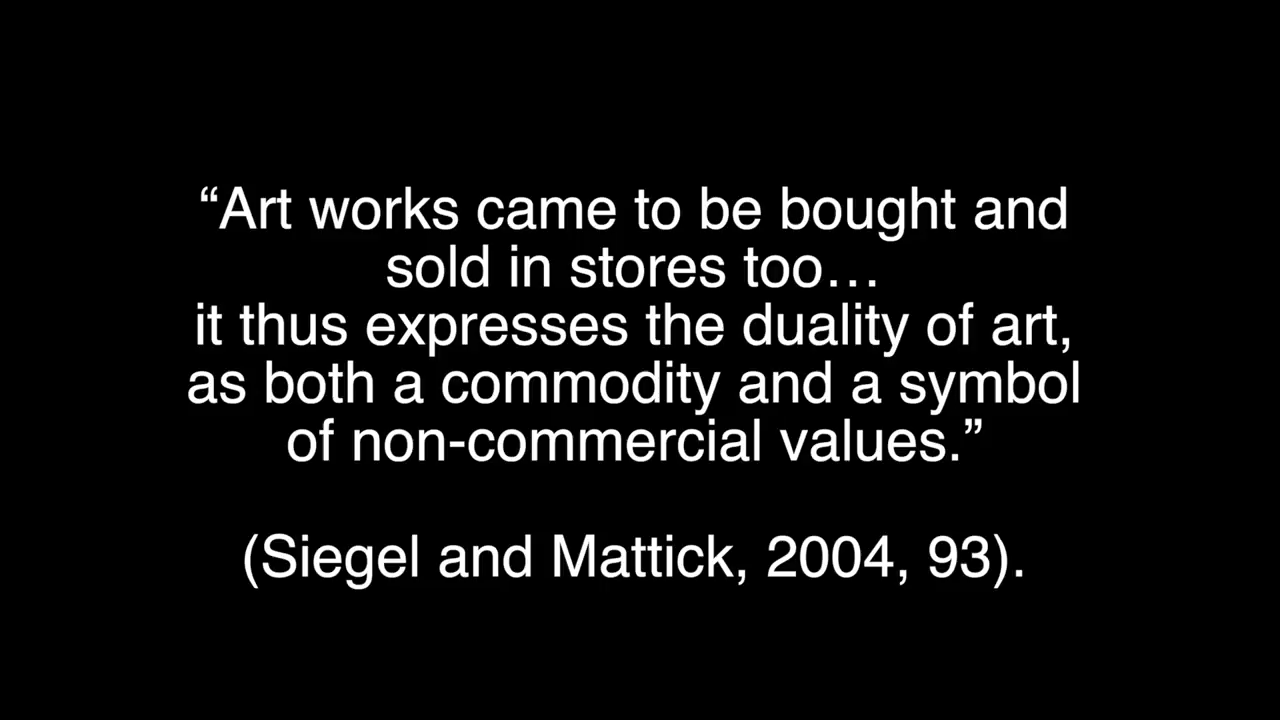 “Art works came to be bought and
sold in stores too…
it thus expresses the duality of art,
as both a commodity and a symbol
of non-commercial values.”
(Siegel and Mattick, 2004, 93).